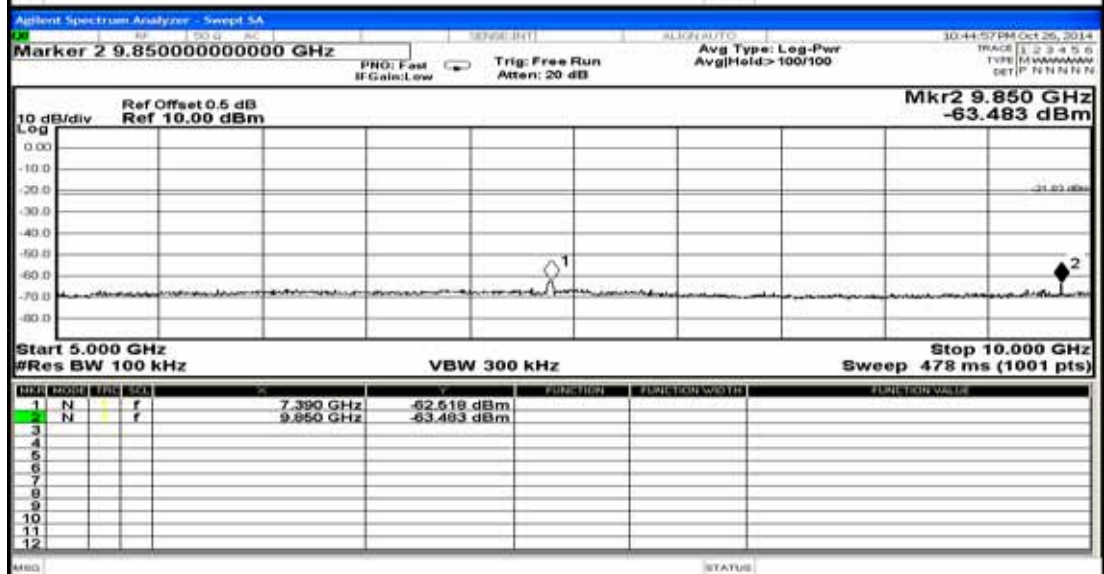 Agilent Spectrum Analyzer - Swept SA
RF 50 Ω AC SENSE:INT ALIGN AUTO 10:44:57PM Oct 26, 2014
Marker 2 9.850000000000 GHz
PNO: Fast
IFGain:Low
Trig: Free Run
Atten: 20 dB
Avg Type: Log-Pwr
Avg|Hold:>100/100
TRACE 1 2 3 4 5 6
TYPE MWWWWW
DET P N N N N N
Ref Offset 0.5 dB
10 dB/div Ref 10.00 dBm
Mkr2 9.850 GHz
-63.483 dBm
Log
0.00
-10.0
-20.0
-21.83 dBm
-30.0
-40.0
-50.0
1
2
-60.0
-70.0
-80.0
Start 5.000 GHz Stop 10.000 GHz
#Res BW 100 kHz VBW 300 kHz Sweep 478 ms (1001 pts)
MKR MODE TRC SCL X Y FUNCTION FUNCTION WIDTH FUNCTION VALUE
1 N 1 f 7.390 GHz -62.518 dBm
2 N 1 f 9.850 GHz -63.483 dBm
3
4
5
6
7
8
9
10
11
12
MSG STATUS